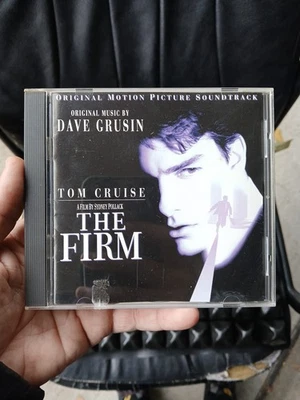 ORIGINAL MOTION PICTURE SOUNDTRACK
ORIGINAL MUSIC BY
DAVE GRUSIN
TOM CRUISE
A FILM BY SYDNEY POLLACK
THE
FIRM